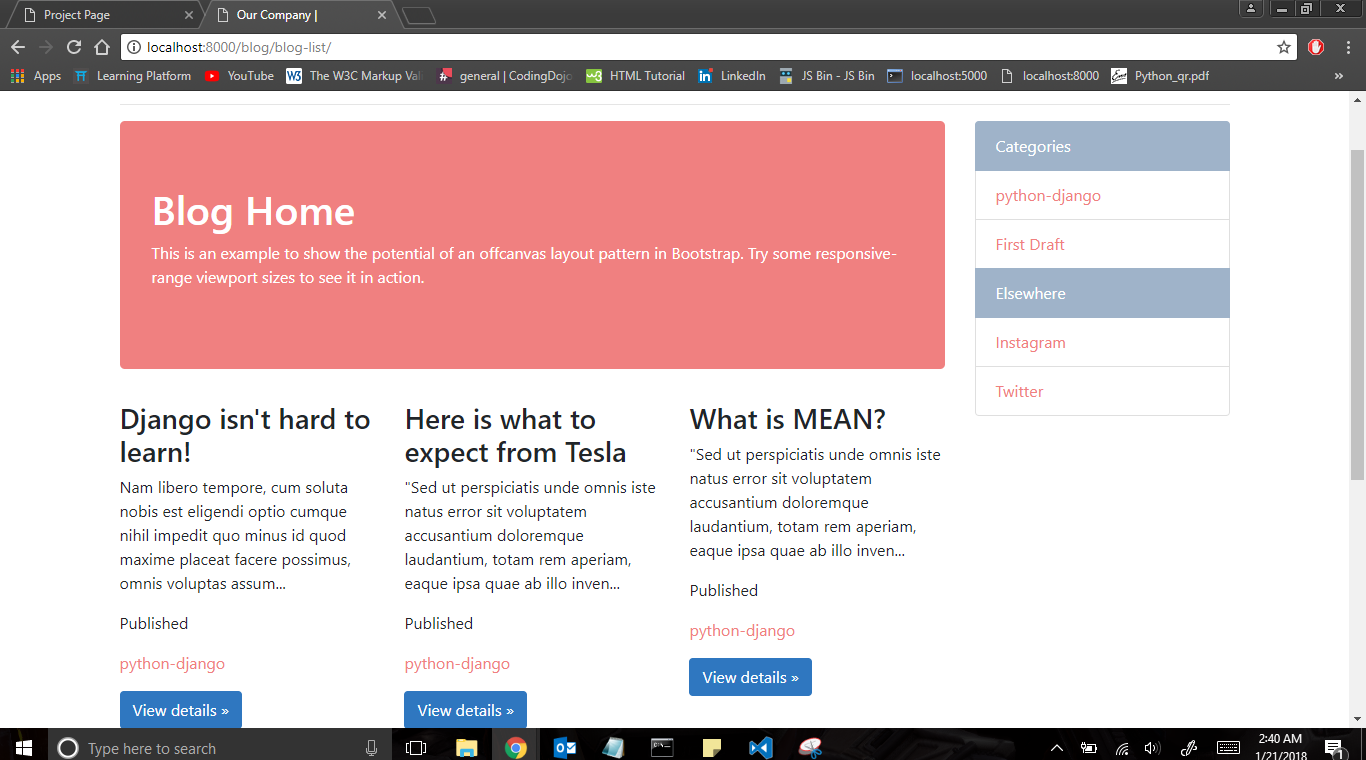 Project Page
Our Company |
localhost:8000/blog/blog-list/
Apps
Learning Platform
YouTube
W3
The W3C Markup Vali
general | CodingDojo
w3
HTML Tutorial
in
LinkedIn
JS Bin - JS Bin
localhost:5000
localhost:8000
Python_qr.pdf
»
Blog Home
This is an example to show the potential of an offcanvas layout pattern in Bootstrap. Try some responsive-
range viewport sizes to see it in action.
Categories
python-django
First Draft
Elsewhere
Instagram
Twitter
Django isn't hard to
learn!
Nam libero tempore, cum soluta
nobis est eligendi optio cumque
nihil impedit quo minus id quod
maxime placeat facere possimus,
omnis voluptas assum...
Published
python-django
View details »
Here is what to
expect from Tesla
"Sed ut perspiciatis unde omnis iste
natus error sit voluptatem
accusantium doloremque
laudantium, totam rem aperiam,
eaque ipsa quae ab illo inven...
Published
python-django
View details »
What is MEAN?
"Sed ut perspiciatis unde omnis iste
natus error sit voluptatem
accusantium doloremque
laudantium, totam rem aperiam,
eaque ipsa quae ab illo inven...
Published
python-django
View details »
Type here to search
2:40 AM
1/21/2018
1